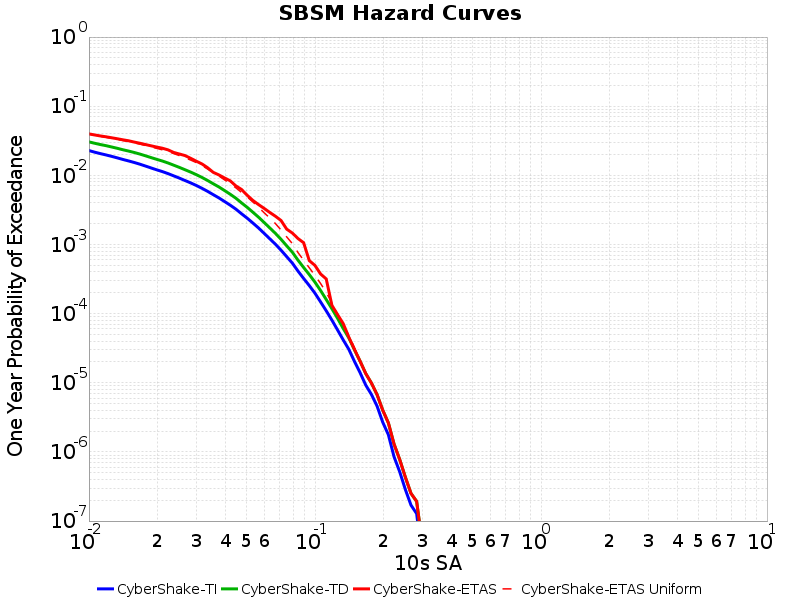 SBSM Hazard Curves
One Year Probability of Exceedance
10^0
10^-1
10^-2
10^-3
10^-4
10^-5
10^-6
10^-7
10^-2 2 3 4 5 6 10^-1 2 3 4 5 6 7 10^0 2 3 4 5 6 7 10^1
10s SA
CyberShake-TI CyberShake-TD CyberShake-ETAS CyberShake-ETAS Uniform